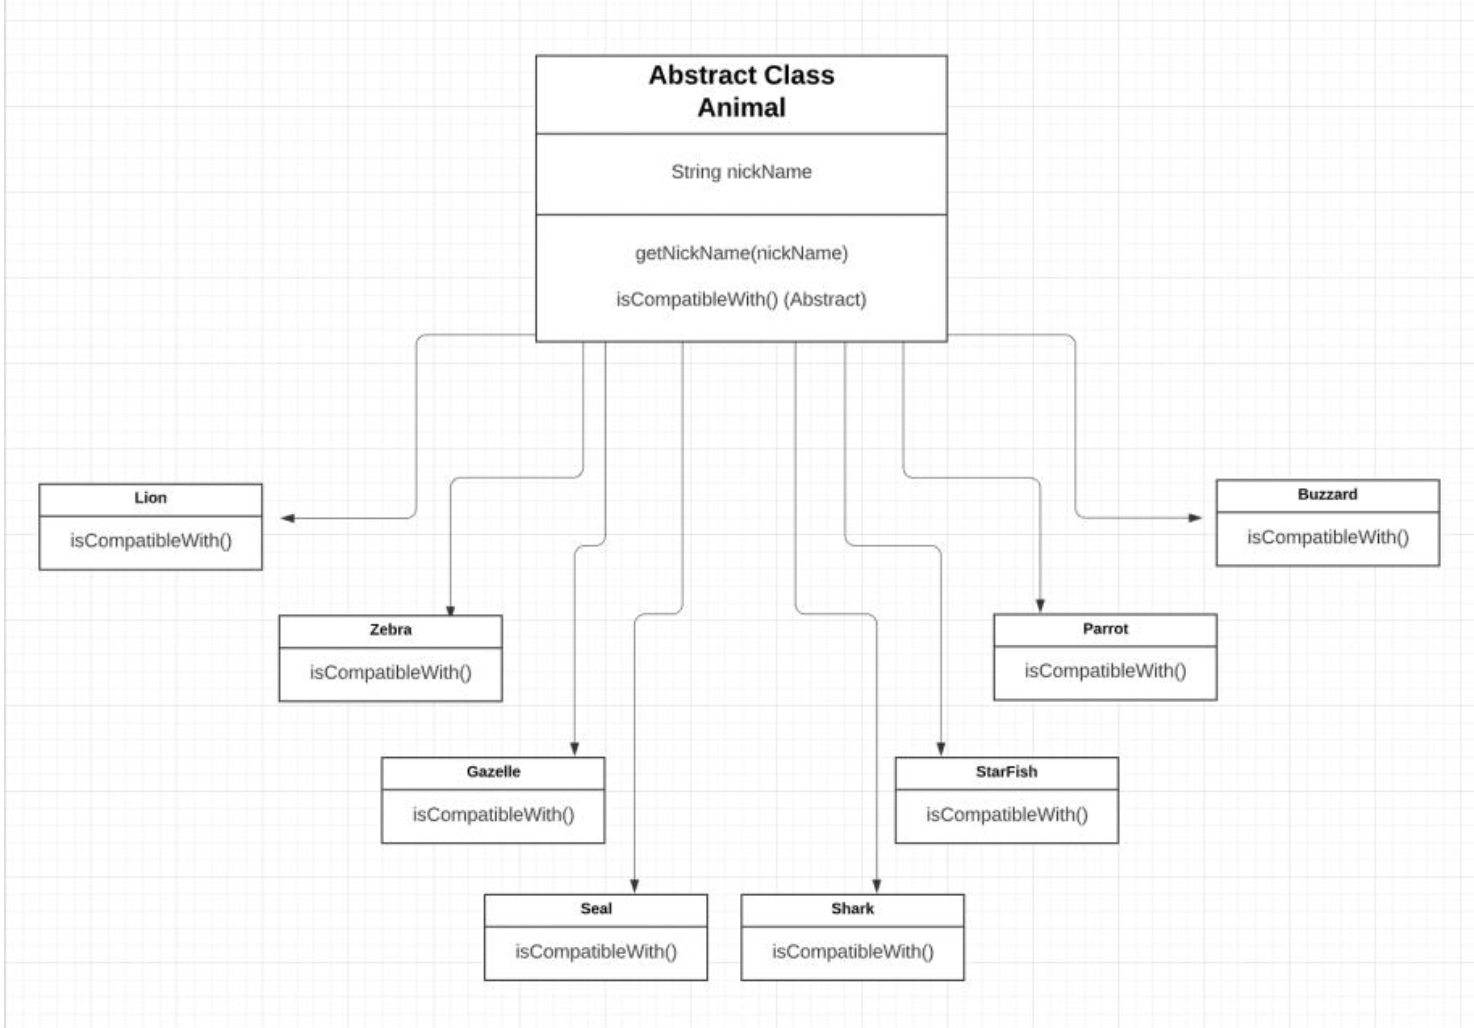 Abstract Class
Animal
String nickName
getNickName(nickName)
isCompatibleWith() (Abstract)
Lion
isCompatibleWith()
Buzzard
isCompatibleWith()
Zebra
isCompatibleWith()
Parrot
isCompatibleWith()
Gazelle
isCompatibleWith()
StarFish
isCompatibleWith()
Seal
isCompatibleWith()
Shark
isCompatibleWith()